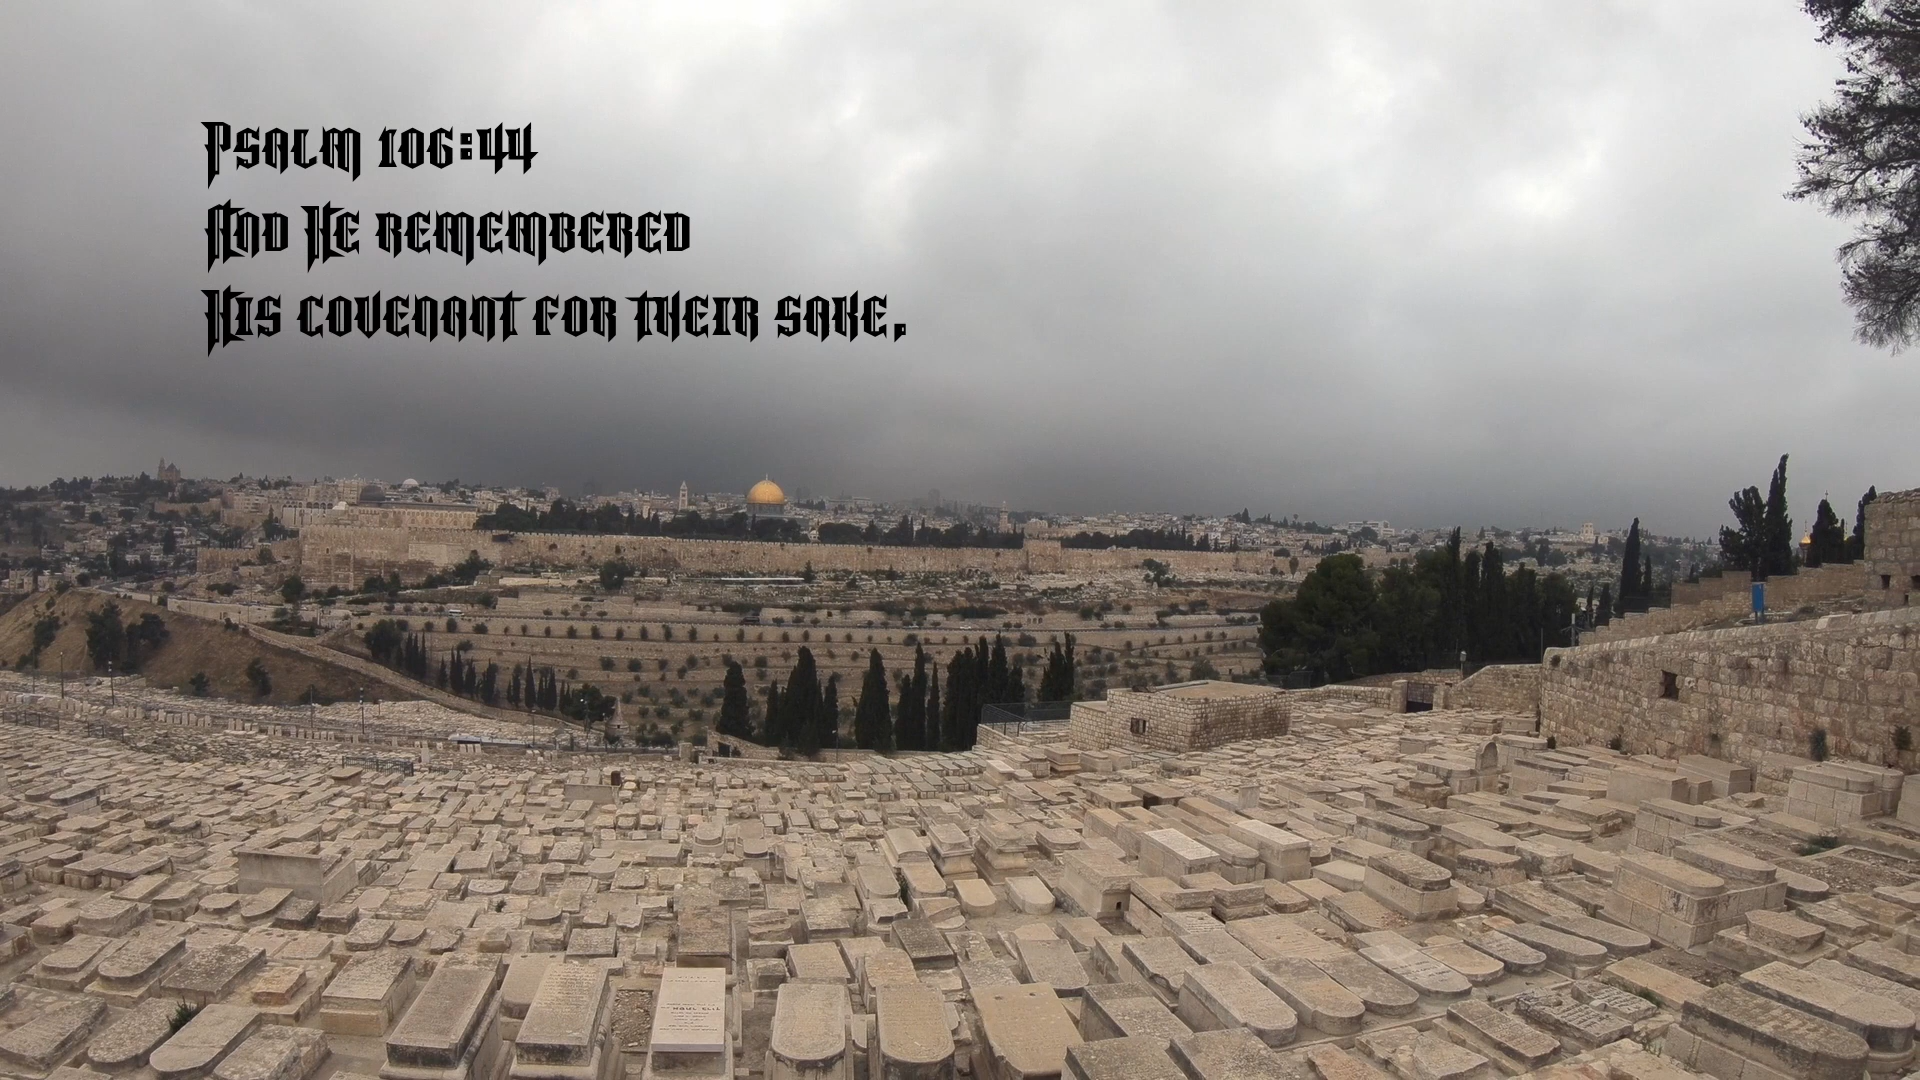 Psalm 106:44
And He remembered
His covenant for their sake,